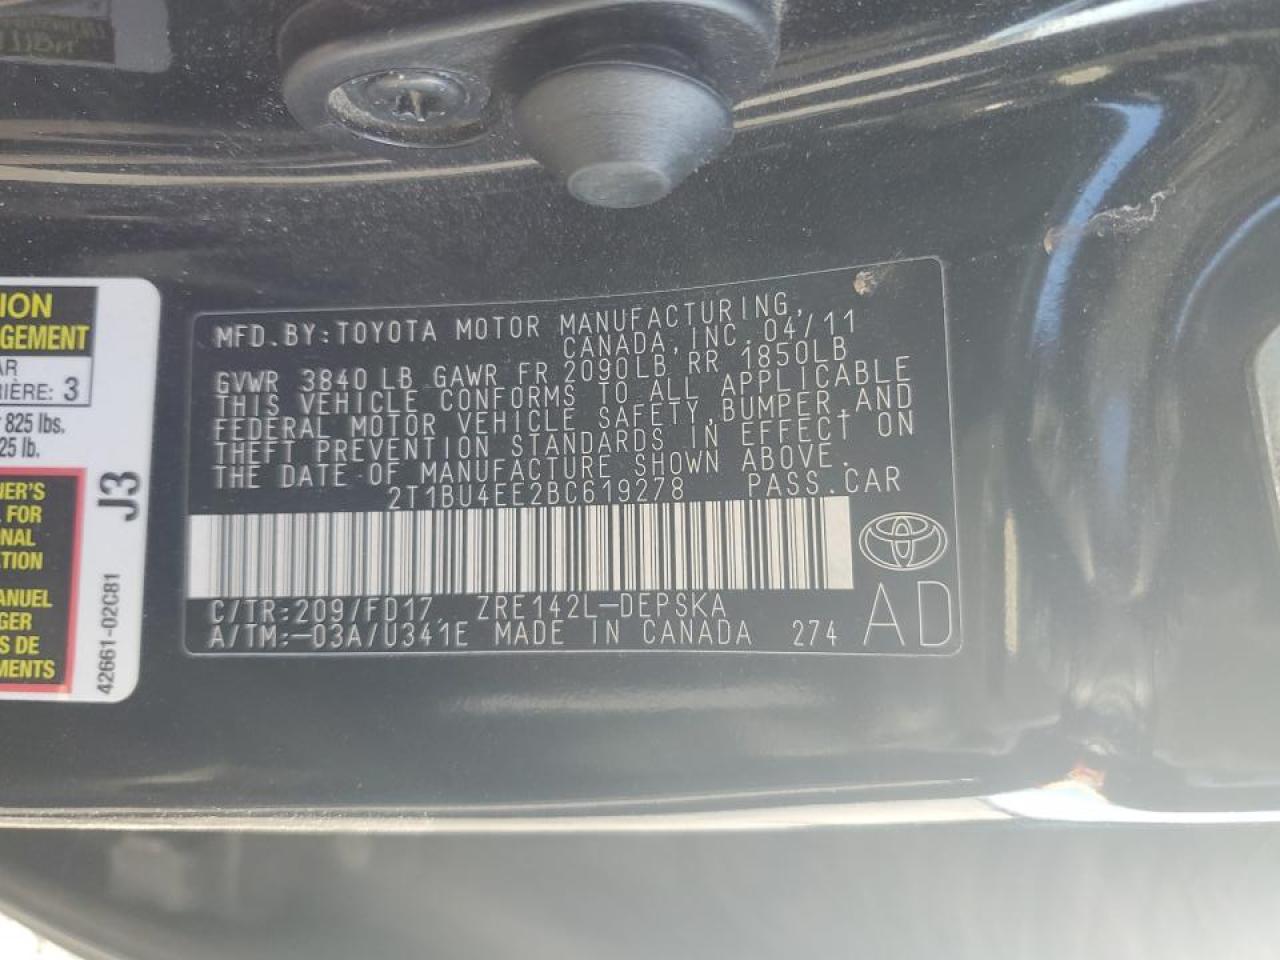 MFD.BY:TOYOTA MOTOR MANUFACTURING,
CANADA, INC. 04/11
GVWR 3840 LB GAWR FR 2090LB RR 1850LB
THIS VEHICLE CONFORMS TO ALL APPLICABLE
FEDERAL MOTOR VEHICLE SAFETY, BUMPER AND
THEFT PREVENTION STANDARDS IN EFFECT ON
THE DATE OF MANUFACTURE SHOWN ABOVE.
2T1BU4EE2BC619278 PASS.CAR
C/TR:209/FD17 ZRE142L-DEPSKA
A/TM:-03A/U341E MADE IN CANADA 274
AD
ION
GEMENT
AR
IÈRE: 3
825 lbs.
25 lb.
J3
ER'S
FOR
NAL
TION
ANUEL
GER
S DE
MENTS
42661-02C81